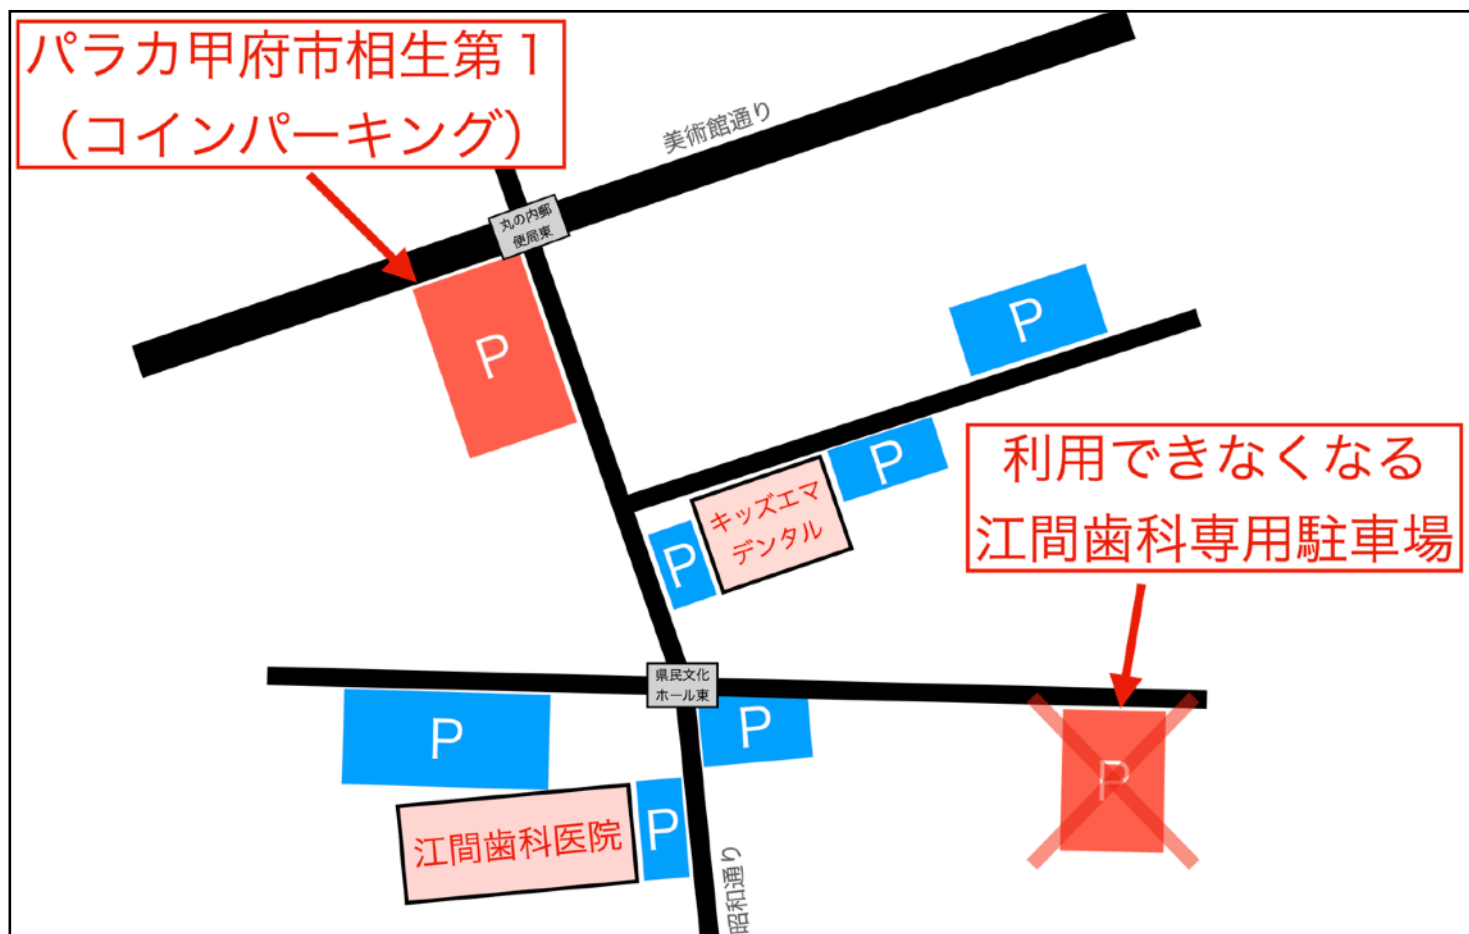 パラカ甲府市相生第１
（コインパーキング）
美術館通り
丸の内郵
便局東
P
P
P
利用できなくなる
江間歯科専用駐車場
キッズエマ
デンタル
P
県民文化
ホール東
P
P
P
江間歯科医院
P
昭和通り